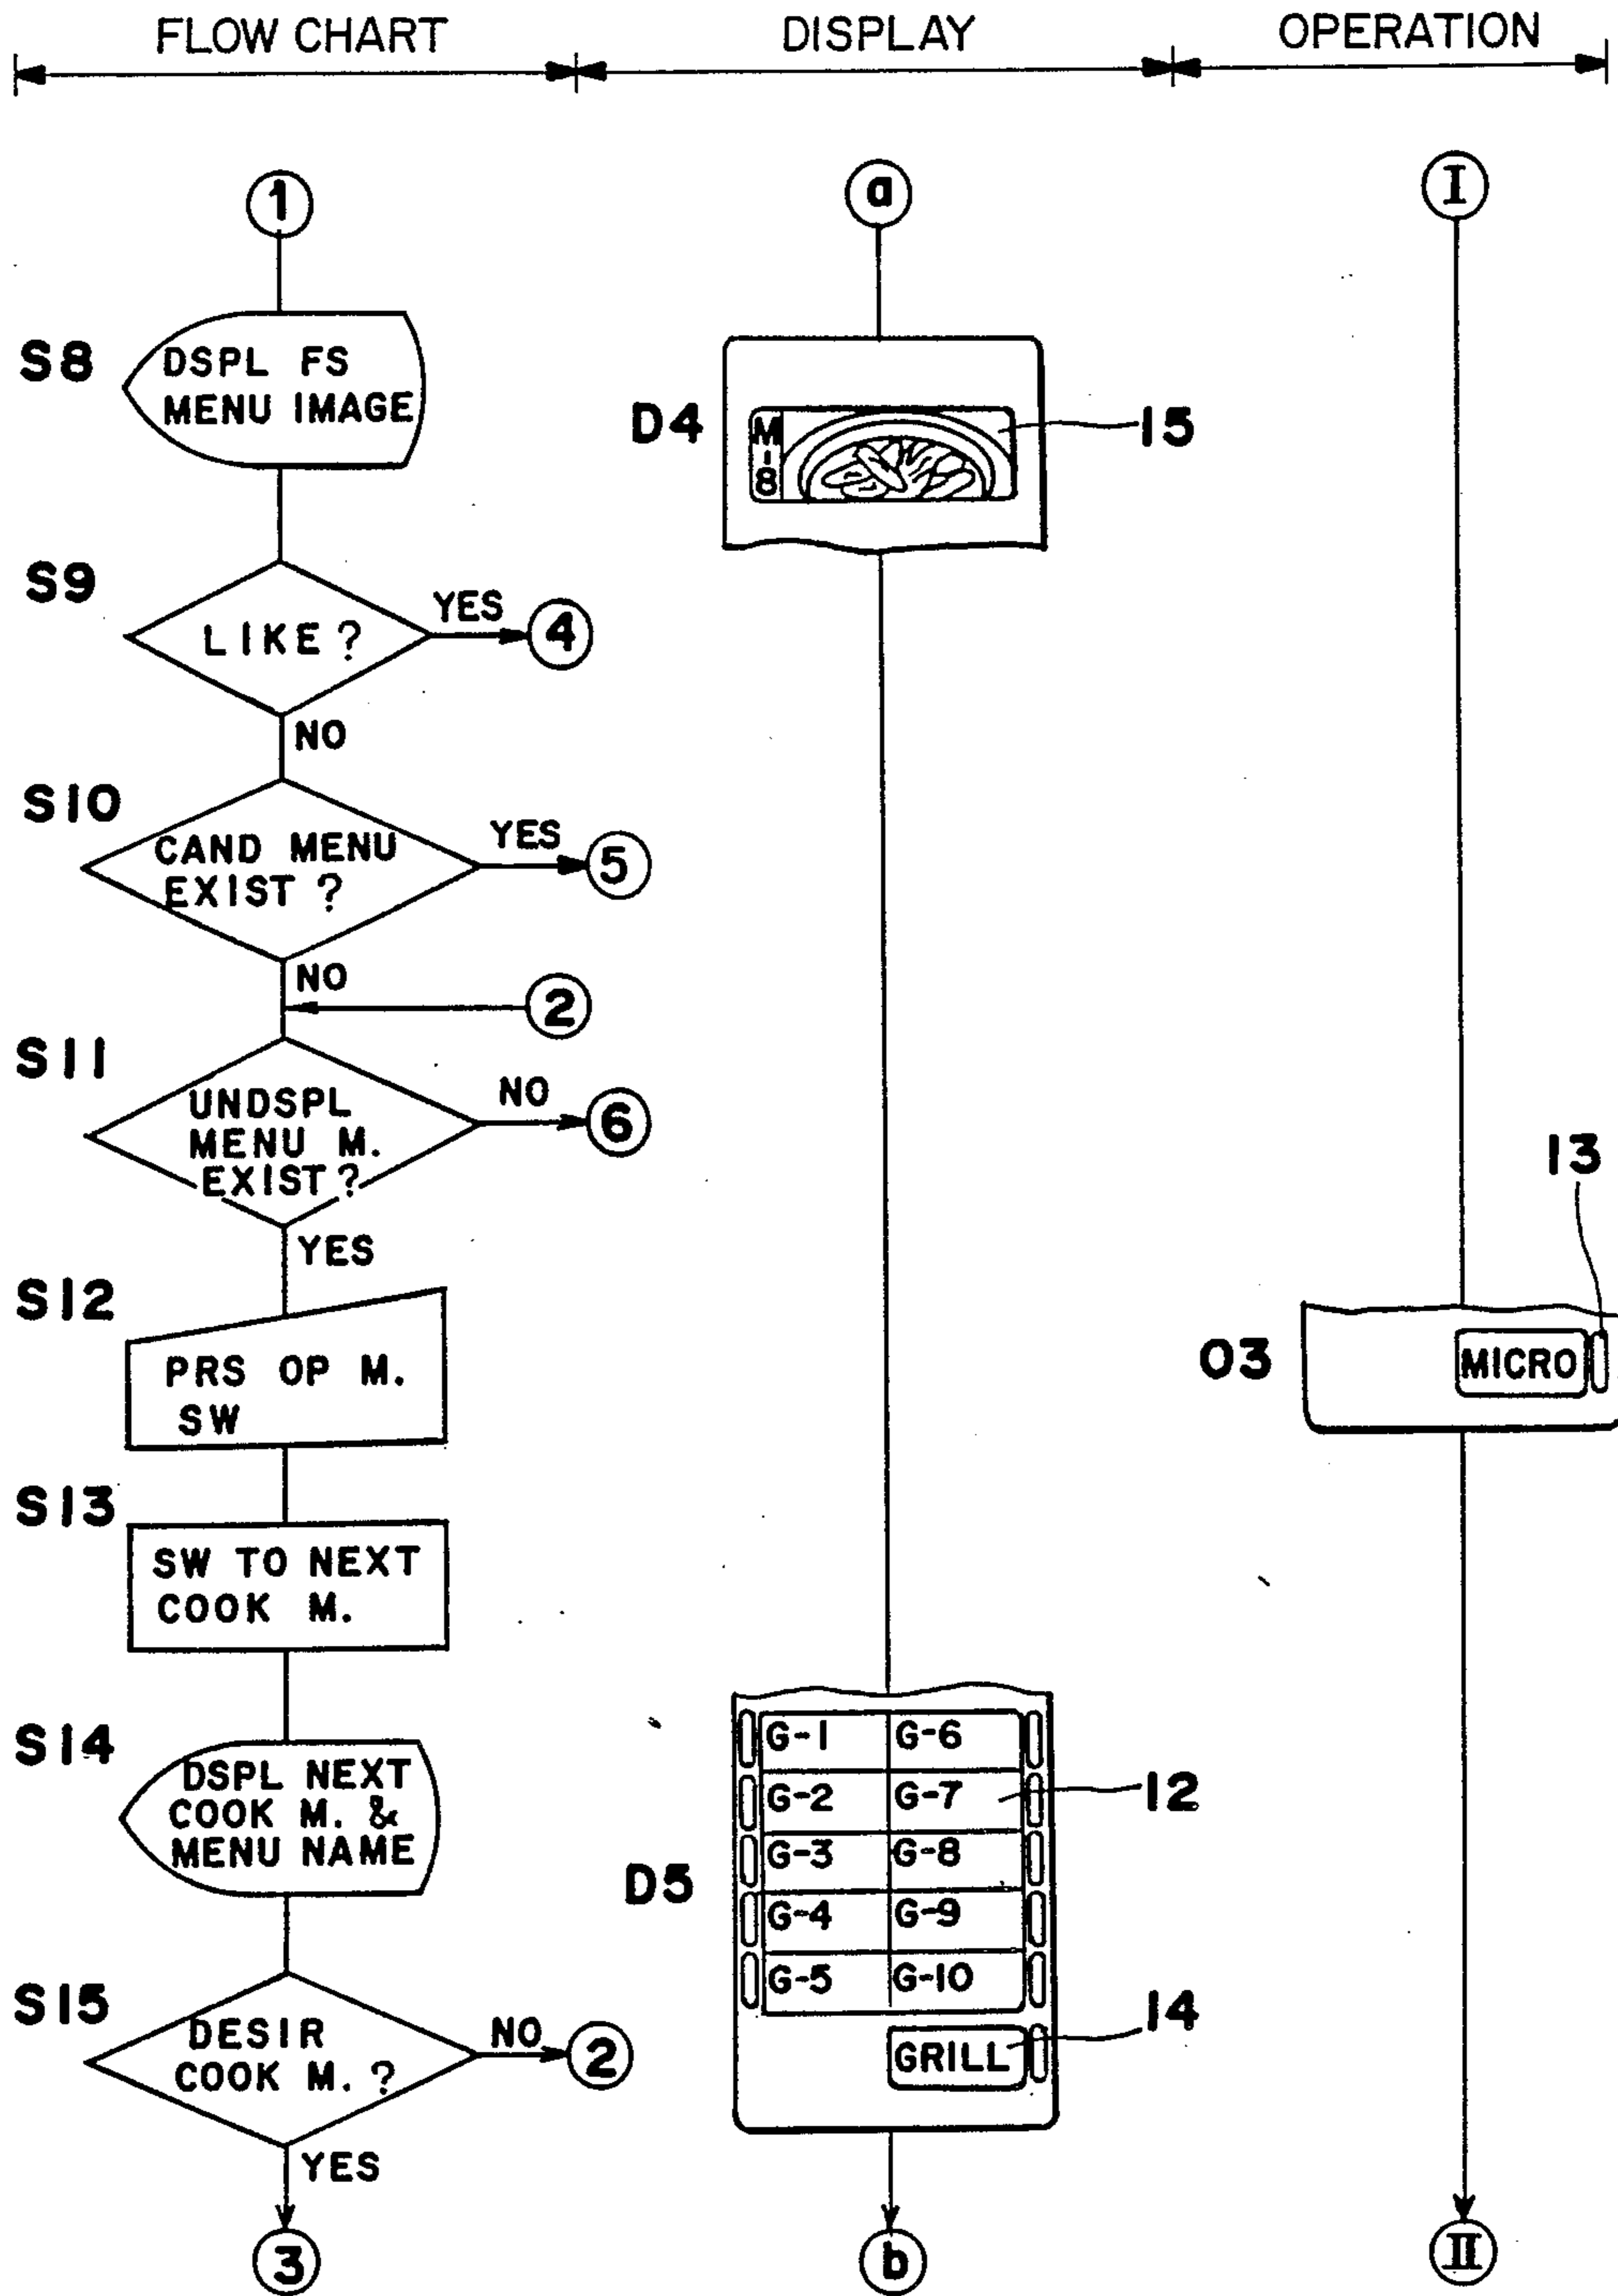 FLOW CHART
DISPLAY
OPERATION
1
a
I
S8
DSPL FS
MENU IMAGE
D4
M-8
15
S9
LIKE?
YES
4
NO
S10
CAND MENU
EXIST?
YES
5
NO
2
S11
UNDSPL
MENU M.
EXIST?
NO
6
YES
13
S12
PRS OP M.
SW
O3
MICRO
S13
SW TO NEXT
COOK M.
S14
DSPL NEXT
COOK M. &
MENU NAME
D5
G-1
G-6
G-2
G-7
12
G-3
G-8
G-4
G-9
G-5
G-10
GRILL
14
S15
DESIR
COOK M.?
NO
2
YES
3
b
II